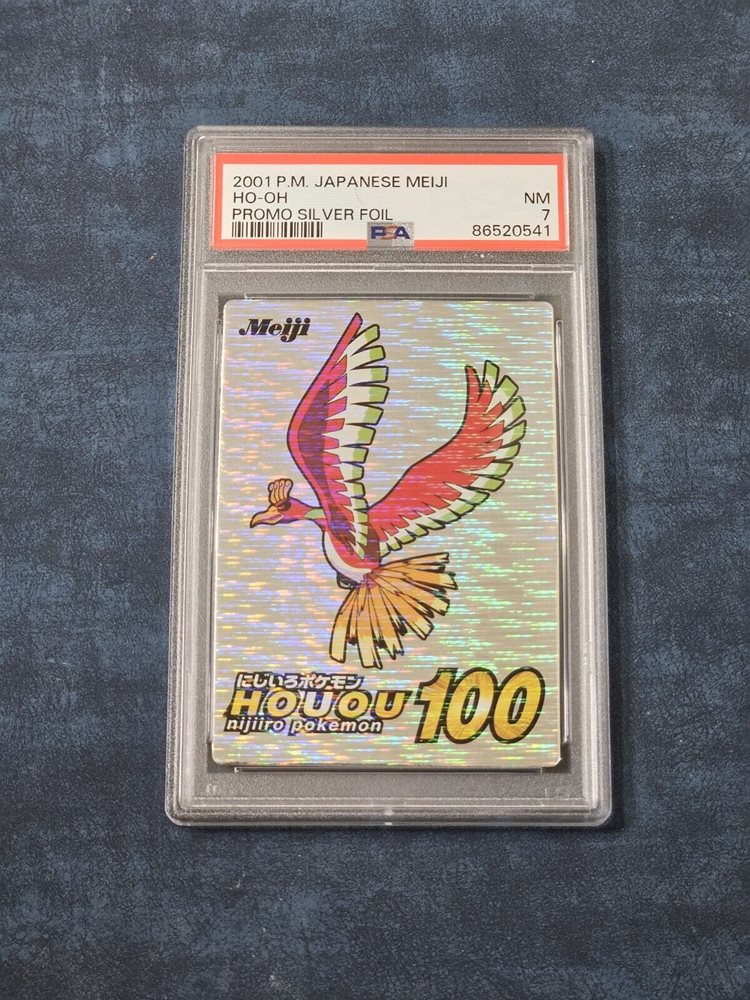 2001 P.M. JAPANESE MEIJI
HO-OH NM
PROMO SILVER FOIL 7
PSA 86520541
Meiji
にじいろポケモン
HOUOU 100
nijiiro pokemon